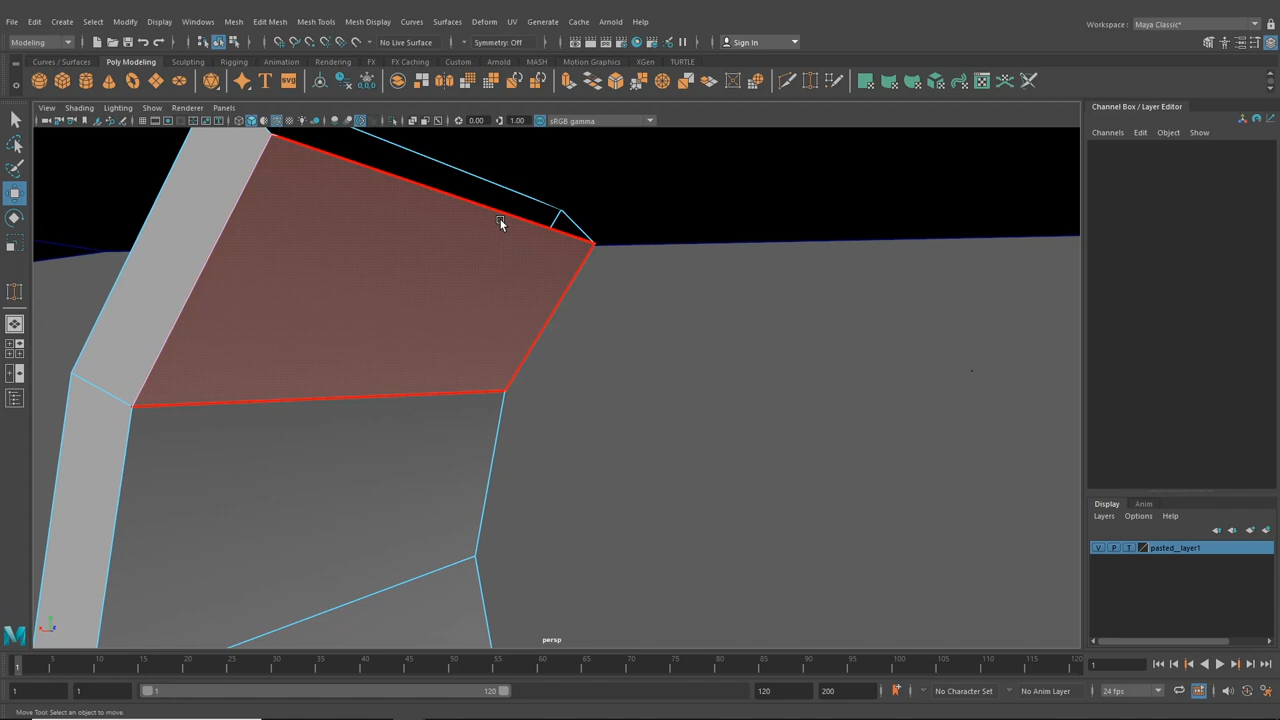 File Edit Create Select Modify Display Windows Mesh Edit Mesh Mesh Tools Mesh Display Curves Surfaces Deform UV Generate Cache Arnold Help
Workspace : Maya Classic*
Modeling No Live Surface Symmetry: Off Sign In
Curves / Surfaces Poly Modeling Sculpting Rigging Animation Rendering FX FX Caching Custom Arnold MASH Motion Graphics XGen TURTLE
SVG
0,0,0
View Shading Lighting Show Renderer Panels
Channel Box / Layer Editor
0.00 1.00 sRGB gamma
Channels Edit Object Show
Display Anim
Layers Options Help
V P T pasted__layer1
persp
5 10 15 20 25 30 35 40 45 50 55 60 65 70 75 80 85 90 95 100 105 110 115 120
1 1
1 1 1 120 120 200 No Character Set No Anim Layer 24 fps
Move Tool: Select an object to move.